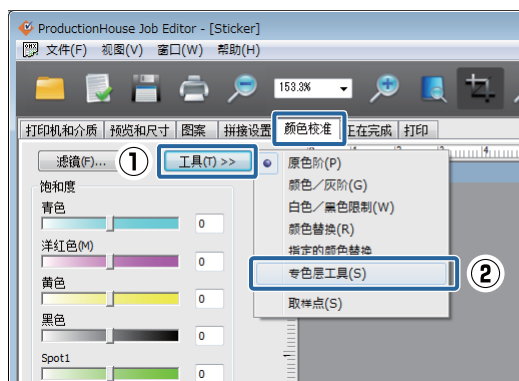 ProductionHouse Job Editor - [Sticker]
文件(F) 视图(V) 窗口(W) 帮助(H)
153.3%
打印机和介质 预览和尺寸 图案 拼接设置 颜色校准 正在完成 打印
滤镜(F)... ① 工具(T) >>
原色阶(P)
颜色／灰阶(G)
白色／黑色限制(W)
颜色替换(R)
指定的颜色替换
专色层工具(S) ②
取样点(S)
饱和度
青色
0
洋红色(M)
0
黄色
0
黑色
0
Spot1
0